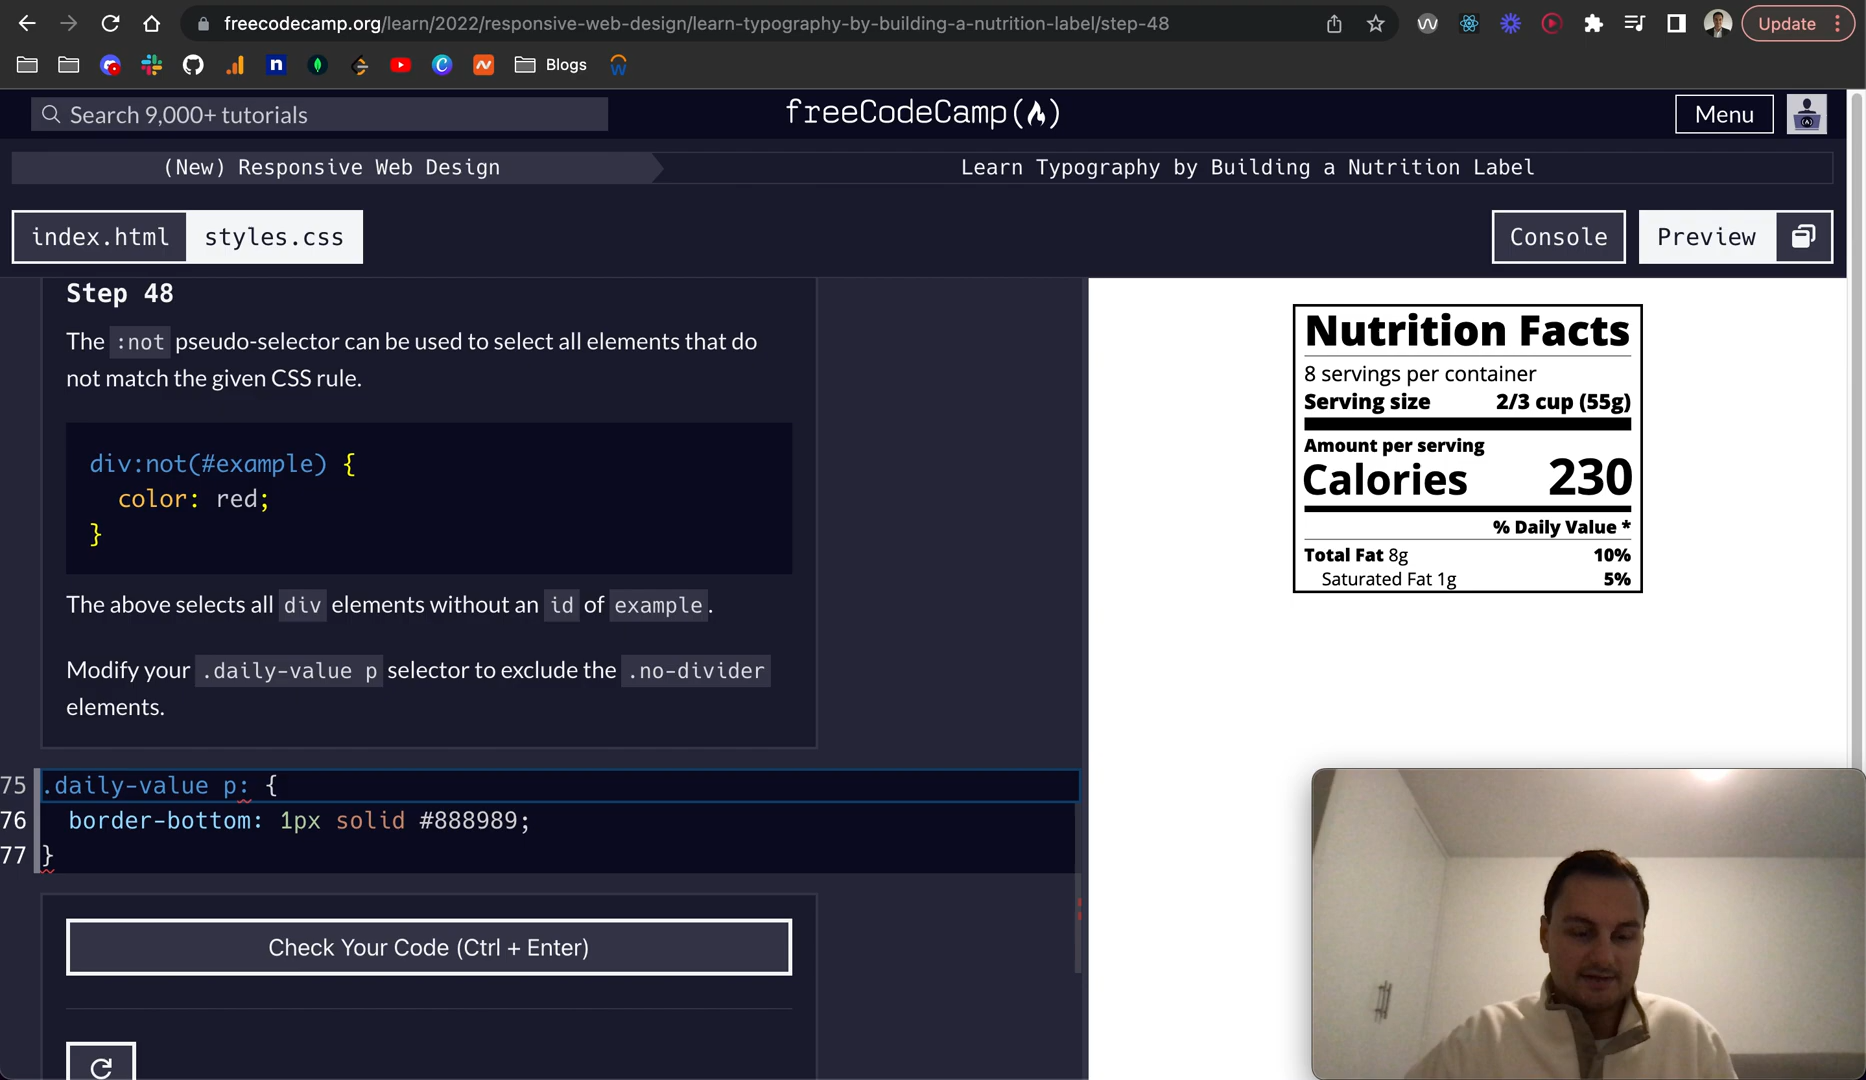 freecodecamp.org/learn/2022/responsive-web-design/learn-typography-by-building-a-nutrition-label/step-48
Update
Blogs
Search 9,000+ tutorials
freeCodeCamp
Menu
(New) Responsive Web Design
Learn Typography by Building a Nutrition Label
index.html
styles.css
Console
Preview
Step 48
The :not pseudo-selector can be used to select all elements that do
not match the given CSS rule.
div:not(#example) {
color: red;
}
The above selects all div elements without an id of example.
Modify your .daily-value p selector to exclude the .no-divider
elements.
75 .daily-value p: {
76 border-bottom: 1px solid #888989;
77 }
Check Your Code (Ctrl + Enter)
Nutrition Facts
8 servings per container
Serving size 2/3 cup (55g)
Amount per serving
Calories 230
% Daily Value *
Total Fat 8g 10%
Saturated Fat 1g 5%